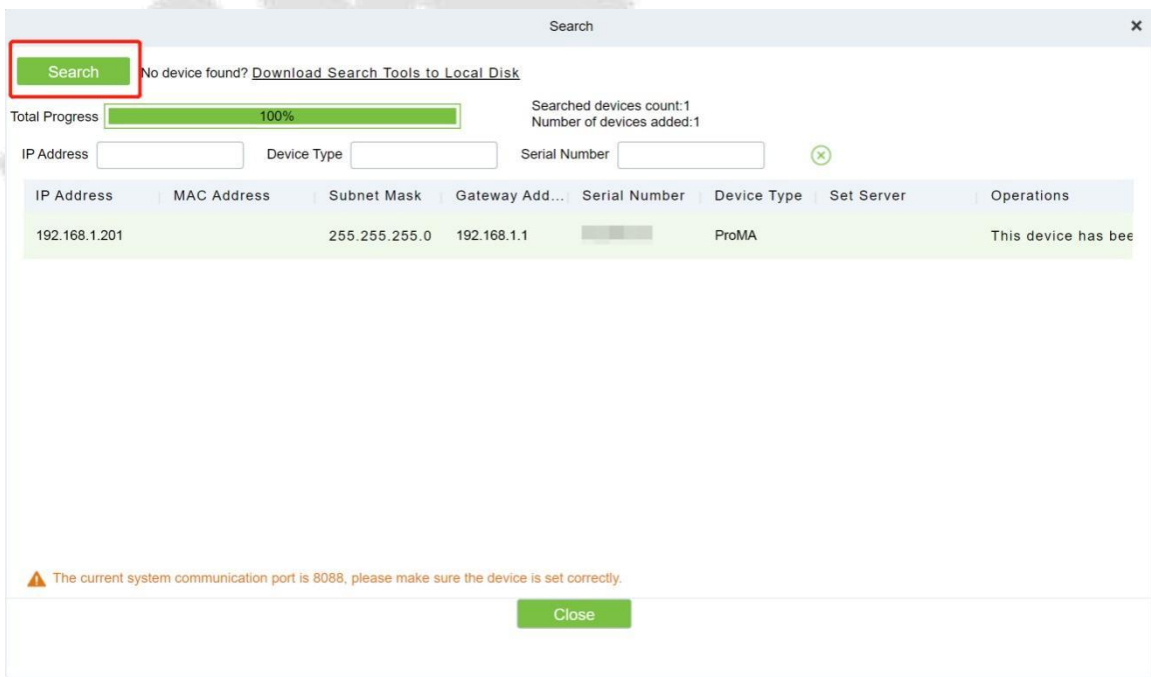 Search
Search No device found? Download Search Tools to Local Disk
Total Progress 100% Searched devices count:1
Number of devices added:1
IP Address Device Type Serial Number
IP Address MAC Address Subnet Mask Gateway Add... Serial Number Device Type Set Server Operations
192.168.1.201 255.255.255.0 192.168.1.1 ProMA This device has bee
The current system communication port is 8088, please make sure the device is set correctly.
Close